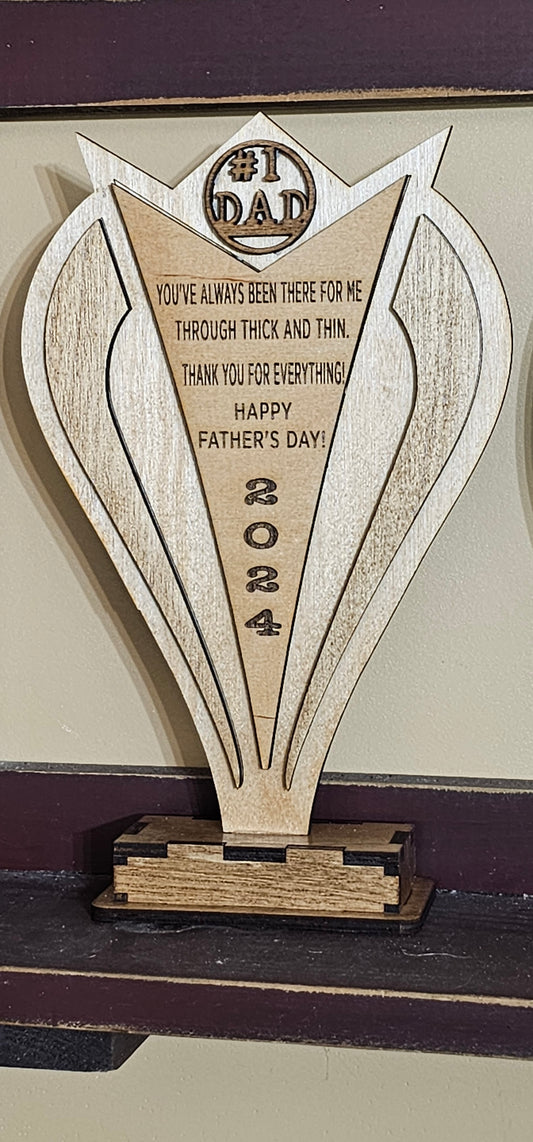 #1
DAD
YOU'VE ALWAYS BEEN THERE FOR ME
THROUGH THICK AND THIN.
THANK YOU FOR EVERYTHING!
HAPPY
FATHER'S DAY!
2
0
2
4